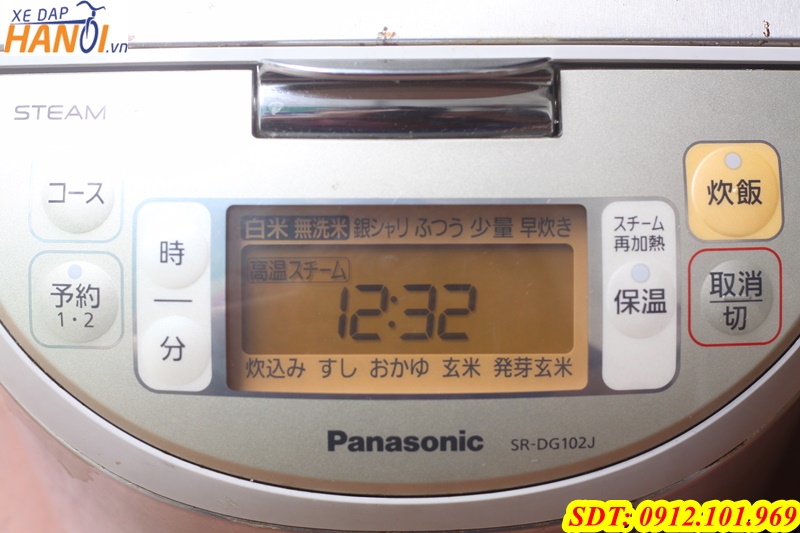 XE DAP
HANOI.vn
STEAM
コース
予約
1・2
時
分
白米 無洗米 銀シャリ ふつう 少量 早炊き
高温スチーム
12:32
炊込み すし おかゆ 玄米 発芽玄米
スチーム
再加熱
保温
炊飯
取消
切
Panasonic SR-DG102J
SDT: 0912.101.969